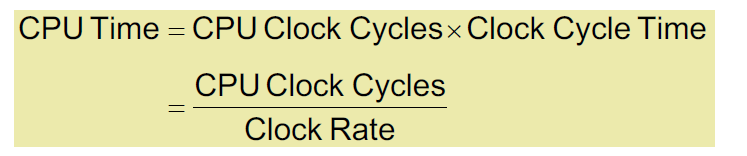 CPU Time = CPU Clock Cycles × Clock Cycle Time
= CPU Clock Cycles
Clock Rate